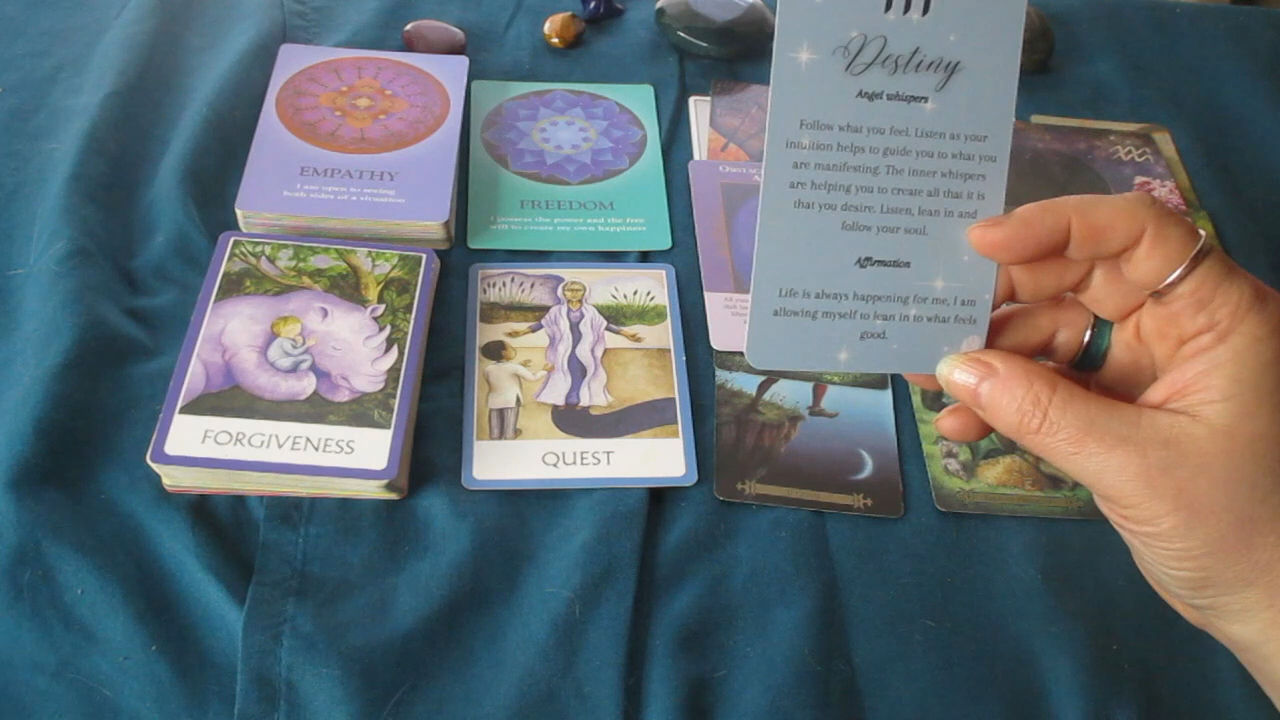 EMPATHY
I am open to seeing
both sides of a situation
FREEDOM
I possess the power and the free
will to create my own happiness
FORGIVENESS
QUEST
Destiny
Angel whispers
Follow what you feel. Listen as your
intuition helps to guide you to what you
are manifesting. The inner whispers
are helping you to create all that it is
that you desire. Listen, lean in and
follow your soul.
Affirmation
Life is always happening for me, I am
allowing myself to lean in to what feels
good.